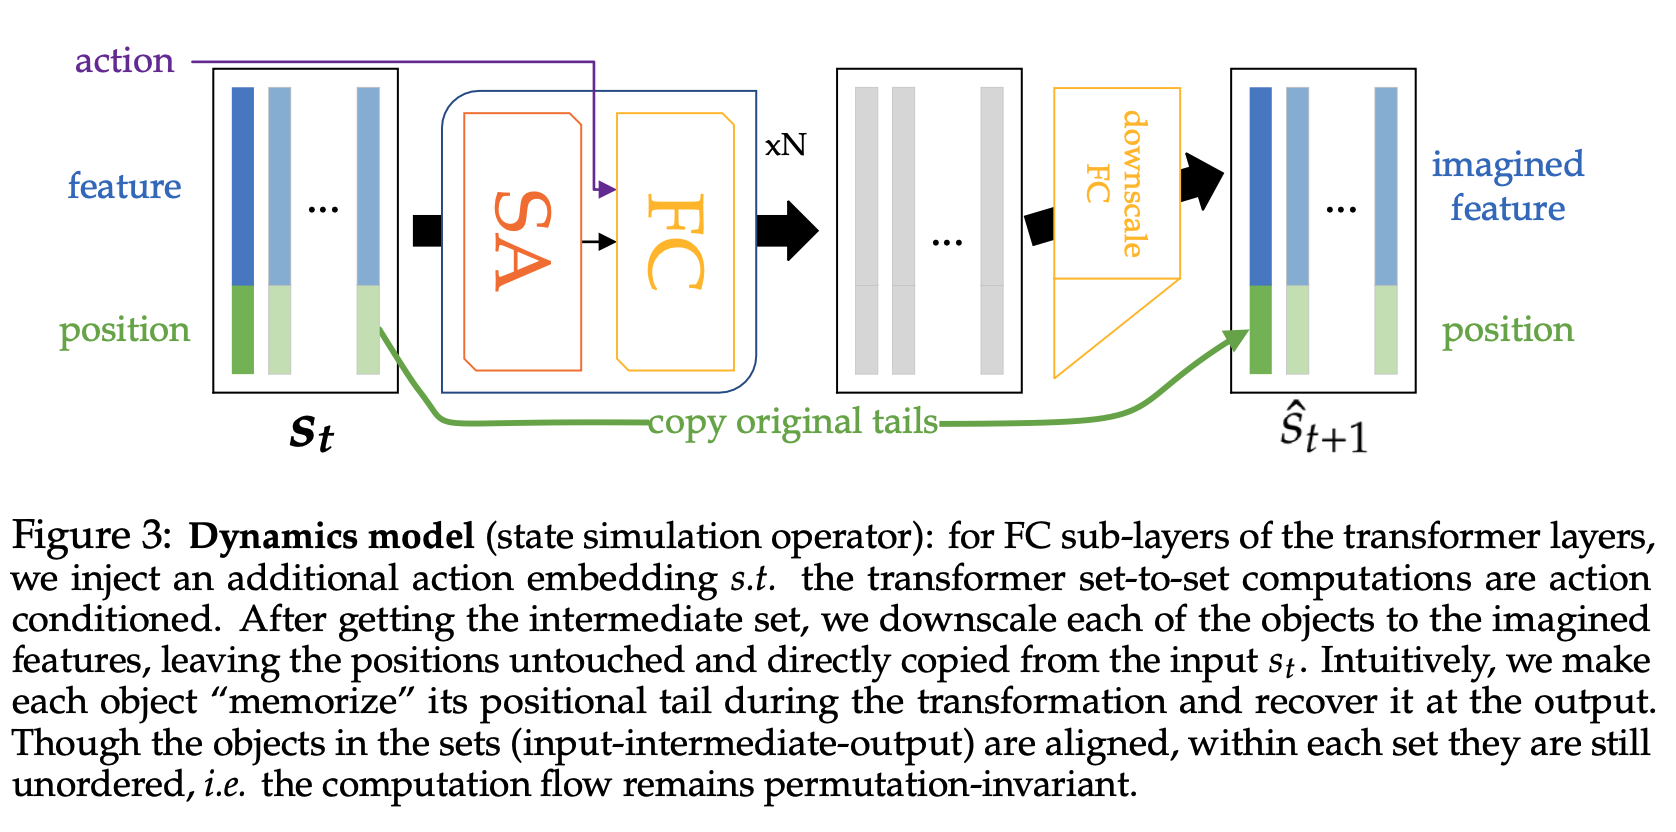 action
feature
position
...
SA
FC
xN
...
downscale
FC
...
imagined
feature
position
copy original tails
s_t
ŝ_{t+1}
Figure 3: Dynamics model (state simulation operator): for FC sub-layers of the transformer layers,
we inject an additional action embedding s.t. the transformer set-to-set computations are action
conditioned. After getting the intermediate set, we downscale each of the objects to the imagined
features, leaving the positions untouched and directly copied from the input s_t. Intuitively, we make
each object “memorize” its positional tail during the transformation and recover it at the output.
Though the objects in the sets (input-intermediate-output) are aligned, within each set they are still
unordered, i.e. the computation flow remains permutation-invariant.